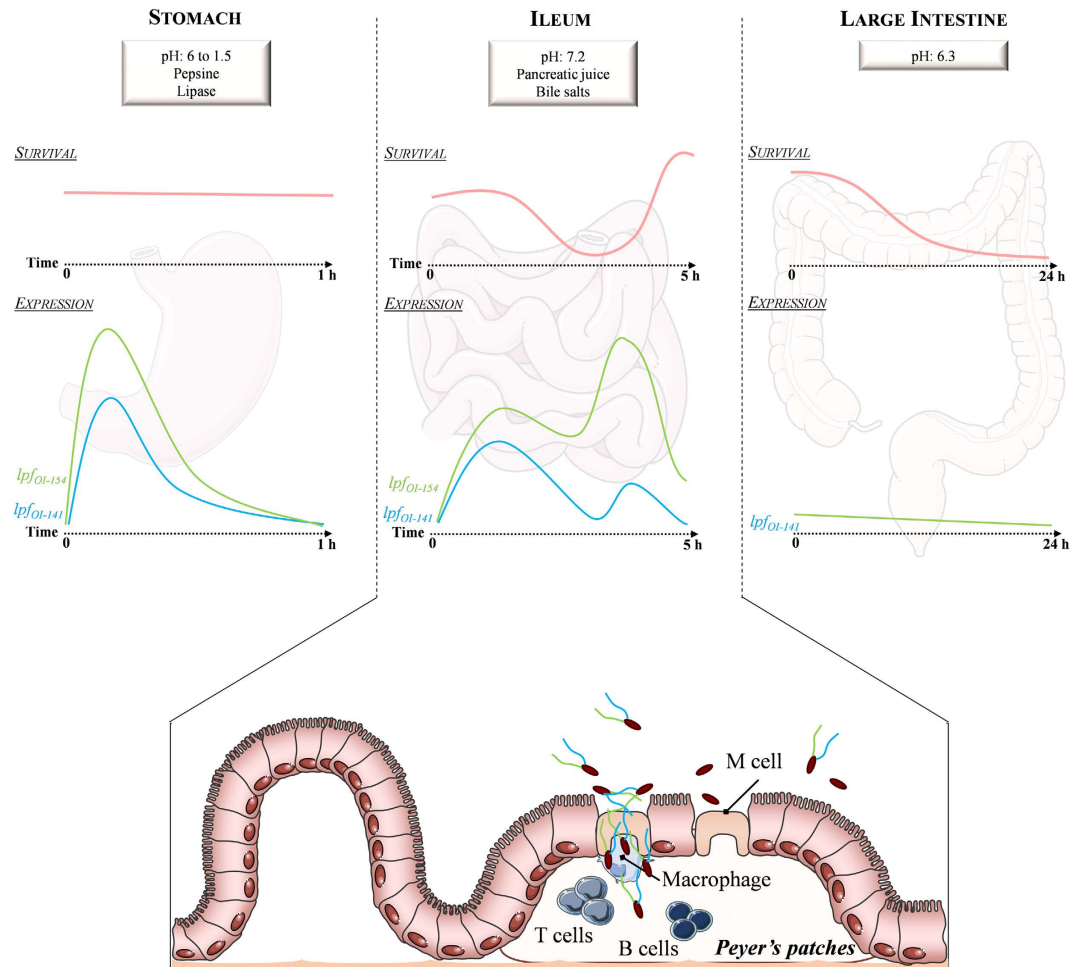 STOMACH
pH: 6 to 1.5
Pepsine
Lipase
SURVIVAL
Time
0
1 h
EXPRESSION
lpfOI-154
lpfOI-141
Time
0
1 h
ILEUM
pH: 7.2
Pancreatic juice
Bile salts
SURVIVAL
Time
0
5 h
EXPRESSION
lpfOI-154
lpfOI-141
Time
0
5 h
LARGE INTESTINE
pH: 6.3
SURVIVAL
0
24 h
EXPRESSION
lpfOI-141
0
24 h
M cell
Macrophage
T cells
B cells
Peyer's patches